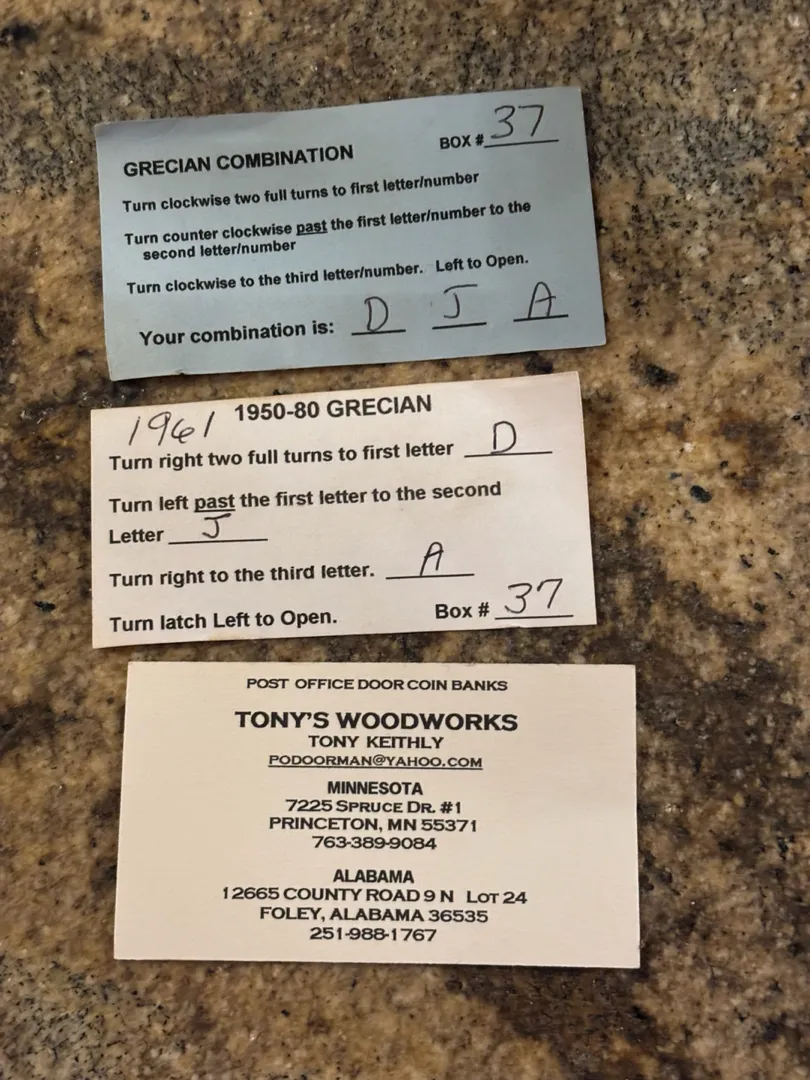 GRECIAN COMBINATION BOX # 37
Turn clockwise two full turns to first letter/number
Turn counter clockwise past the first letter/number to the
second letter/number
Turn clockwise to the third letter/number. Left to Open.
Your combination is: D J A
1961 1950-80 GRECIAN
Turn right two full turns to first letter D
Turn left past the first letter to the second
Letter J
Turn right to the third letter. A
Turn latch Left to Open. Box # 37
POST OFFICE DOOR COIN BANKS
TONY'S WOODWORKS
TONY KEITHLY
PODOORMAN@YAHOO.COM
MINNESOTA
7225 SPRUCE DR. #1
PRINCETON, MN 55371
763-389-9084
ALABAMA
12665 COUNTY ROAD 9 N LOT 24
FOLEY, ALABAMA 36535
251-988-1767